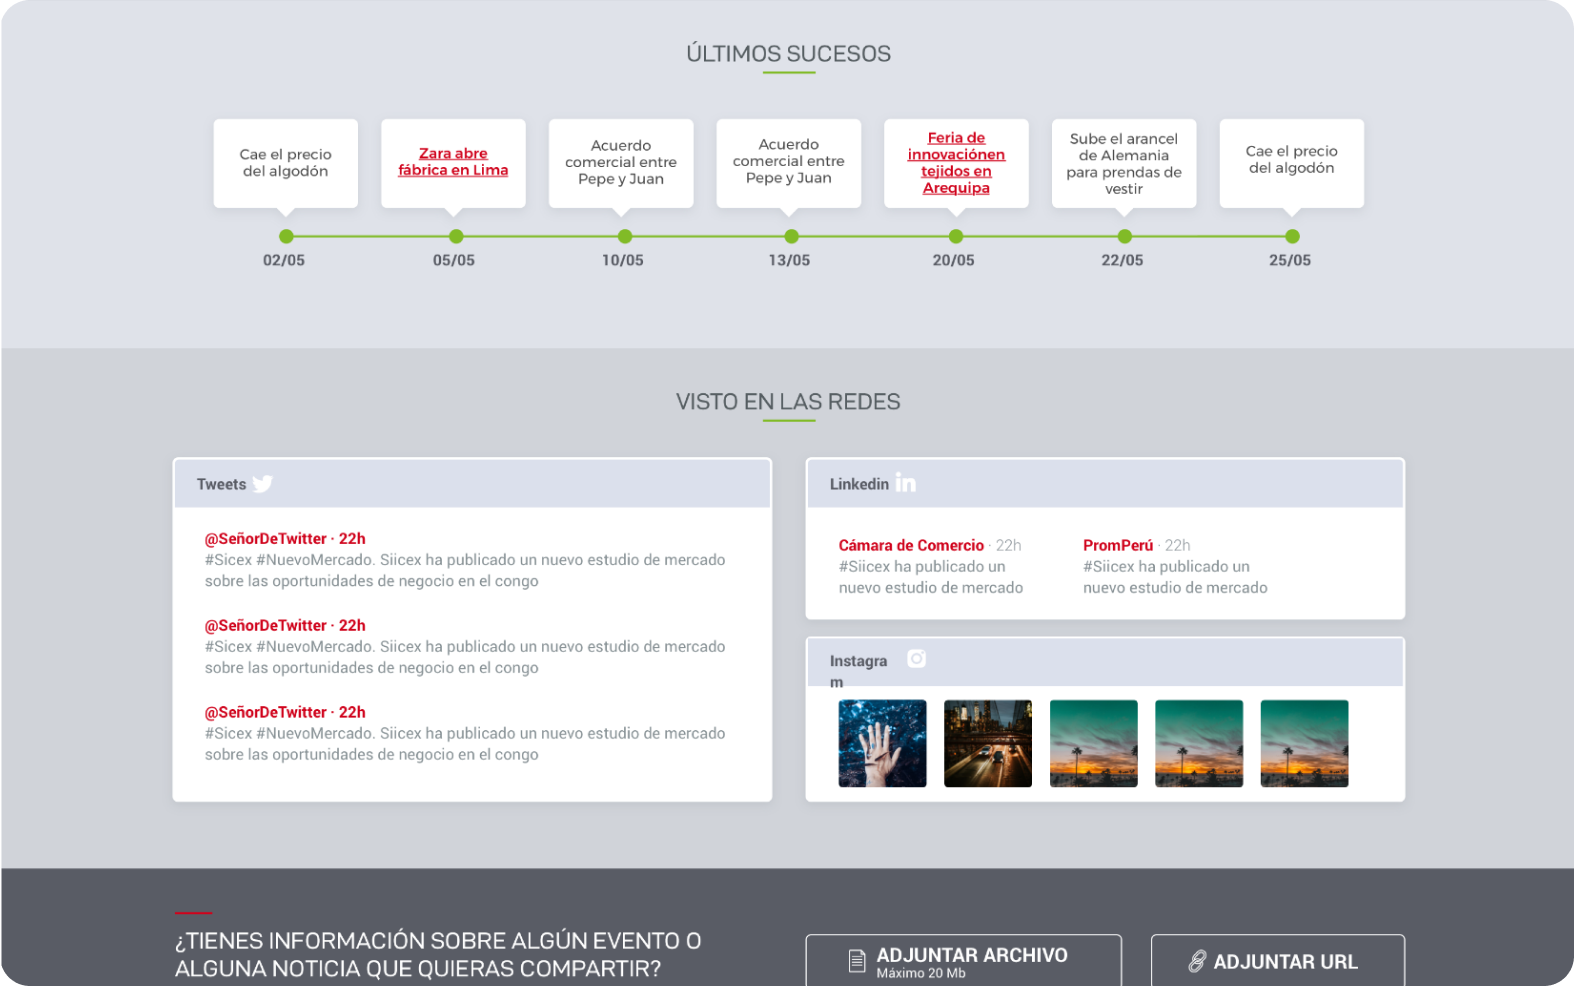 ÚLTIMOS SUCESOS
Cae el precio
del algodón
Zara abre
fábrica en Lima
Acuerdo
comercial entre
Pepe y Juan
Acuerdo
comercial entre
Pepe y Juan
Feria de
innovaciónen
tejidos en
Arequipa
Sube el arancel
de Alemania
para prendas de
vestir
Cae el precio
del algodón
02/05
05/05
10/05
13/05
20/05
22/05
25/05
VISTO EN LAS REDES
Tweets
@SeñorDeTwitter · 22h
#Sicex #NuevoMercado. Siicex ha publicado un nuevo estudio de mercado
sobre las oportunidades de negocio en el congo
@SeñorDeTwitter · 22h
#Sicex #NuevoMercado. Siicex ha publicado un nuevo estudio de mercado
sobre las oportunidades de negocio en el congo
@SeñorDeTwitter · 22h
#Sicex #NuevoMercado. Siicex ha publicado un nuevo estudio de mercado
sobre las oportunidades de negocio en el congo
Linkedin in
Cámara de Comercio · 22h
#Siicex ha publicado un
nuevo estudio de mercado
PromPerú · 22h
#Siicex ha publicado un
nuevo estudio de mercado
Instagra
m
¿TIENES INFORMACIÓN SOBRE ALGÚN EVENTO O
ALGUNA NOTICIA QUE QUIERAS COMPARTIR?
ADJUNTAR ARCHIVO
Máximo 20 Mb
ADJUNTAR URL